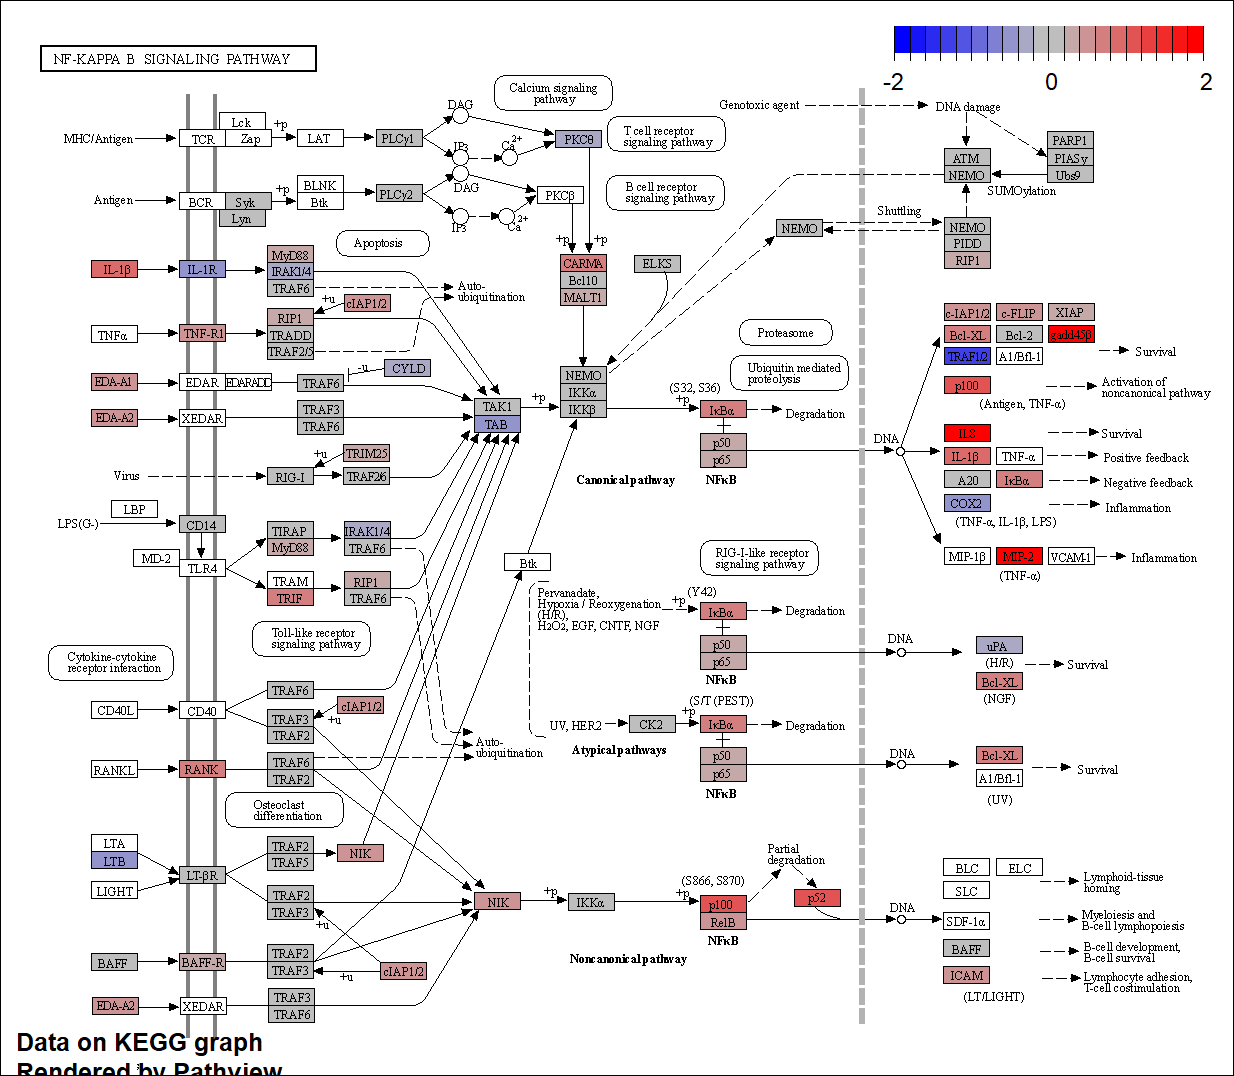 NF-KAPPA B SIGNALING PATHWAY
-2 0 2
Calcium signaling
pathway
T cell receptor
signaling pathway
B cell receptor
signaling pathway
Genotoxic agent
DNA damage
MHC/Antigen
TCR
Lck
Zap
+p
LAT
PLCγ1
DAG
IP3
Ca2+
PKCθ
ATM
NEMO
PARP1
PIASy
Ubc9
SUMOylation
Antigen
BCR
Syk
Lyn
+p
BLNK
Btk
PLCγ2
DAG
IP3
Ca2+
PKCβ
+p
+p
NEMO
Shuttling
NEMO
PIDD
RIP1
Apoptosis
IL-1β
IL-1R
MyD88
IRAK1/4
TRAF6
Auto-
ubiquitination
CARMA
Bcl10
MALT1
ELKS
TNFα
TNF-R1
RIP1
TRADD
TRAF2/5
+u
cIAP1/2
Proteasome
Ubiquitin mediated
proteolysis
c-IAP1/2
c-FLIP
XIAP
Bcl-XL
Bcl-2
gadd45β
TRAF1/2
A1/Bfl-1
Survival
EDA-A1
EDAR
EDARADD
TRAF6
-u
CYLD
EDA-A2
XEDAR
TRAF3
TRAF6
TAK1
TAB
+p
NEMO
IKKα
IKKβ
(S32, S36)
+p
IκBα
Degradation
p50
p65
NFκB
Canonical pathway
p100
Activation of
noncanonical pathway
(Antigen, TNF-α)
DNA
IL8
Survival
IL-1β
TNF-α
Positive feedback
A20
IκBα
Negative feedback
COX2
Inflammation
(TNF-α, IL-1β, LPS)
MIP-1β
MIP-2
VCAM-1
Inflammation
(TNF-α)
Virus
RIG-I
+u
TRIM25
TRAF2/6
LBP
LPS(G-)
CD14
MD-2
TLR4
TIRAP
MyD88
IRAK1/4
TRAF6
TRAM
TRIF
RIP1
TRAF6
Btk
RIG-I-like receptor
signaling pathway
Pervanadate,
Hypoxia / Reoxygenation
(H/R),
H2O2, EGF, CNTF, NGF
+p
(Y42)
IκBα
Degradation
p50
p65
NFκB
DNA
uPA
(H/R)
Bcl-XL
(NGF)
Survival
Toll-like receptor
signaling pathway
Cytokine-cytokine
receptor interaction
CD40L
CD40
TRAF6
TRAF3
TRAF2
cIAP1/2
+u
Auto-
ubiquitination
UV, HER2
CK2
+p
(S/T (PEST))
IκBα
Degradation
Atypical pathways
p50
p65
NFκB
DNA
Bcl-XL
A1/Bfl-1
(UV)
Survival
RANKL
RANK
TRAF6
TRAF2
Osteoclast
differentiation
LTA
LTB
LIGHT
LT-βR
TRAF2
TRAF5
NIK
TRAF2
TRAF3
+u
NIK
+p
IKKα
+p
(S866, S870)
p100
RelB
NFκB
Partial
degradation
p52
DNA
Noncanonical pathway
BLC
ELC
SLC
Lymphoid-tissue
homing
SDF-1α
Myeloiesis and
B-cell lymphopoiesis
BAFF
B-cell development,
B-cell survival
ICAM
Lymphocyte adhesion,
T-cell costimulation
(LT/LIGHT)
BAFF
BAFF-R
TRAF2
TRAF3
+u
cIAP1/2
EDA-A2
XEDAR
TRAF3
TRAF6
Data on KEGG graph
Rendered by Pathview